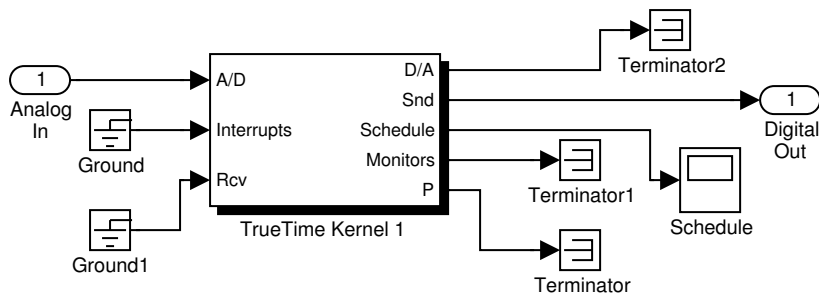 1
Analog
In
Ground
Ground1
A/D
Interrupts
Rcv
D/A
Snd
Schedule
Monitors
P
TrueTime Kernel 1
Terminator2
1
Digital
Out
Terminator1
Schedule
Terminator